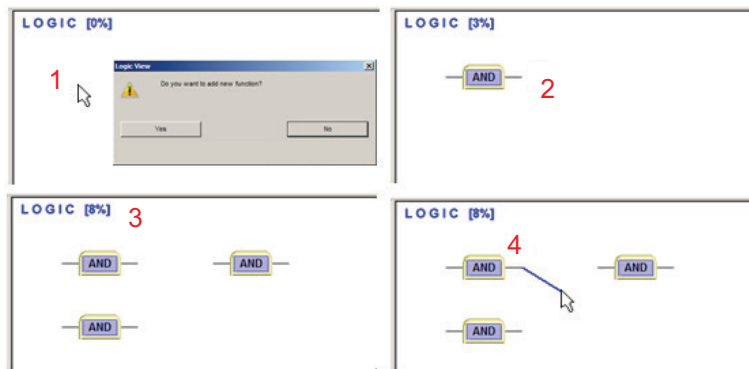 LOGIC [0%]
1
Logic View
Do you want to add new function?
Yes
No
LOGIC [3%]
AND
2
LOGIC [8%]
3
AND
AND
AND
LOGIC [8%]
4
AND
AND
AND